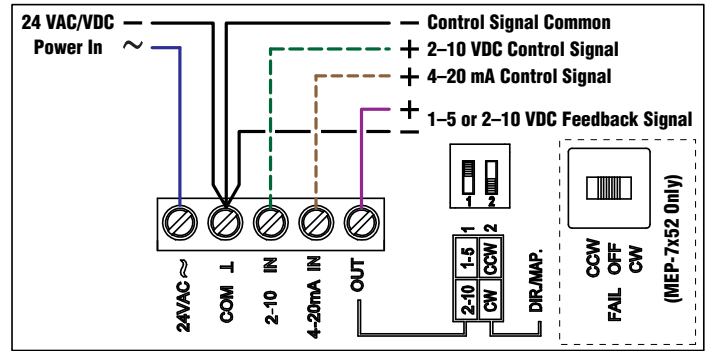 24 VAC/VDC −
Power In ~
− Control Signal Common
+ 2–10 VDC Control Signal
+ 4–20 mA Control Signal
+
− 1–5 or 2–10 VDC Feedback Signal
1 2
24VAC ~
COM ⊥
2-10 IN
4-20mA IN
OUT
1 2
1-5 CCW
2-10 CW
DIR./MAP.
CCW
OFF
CW
FAIL
(MEP-7x52 Only)